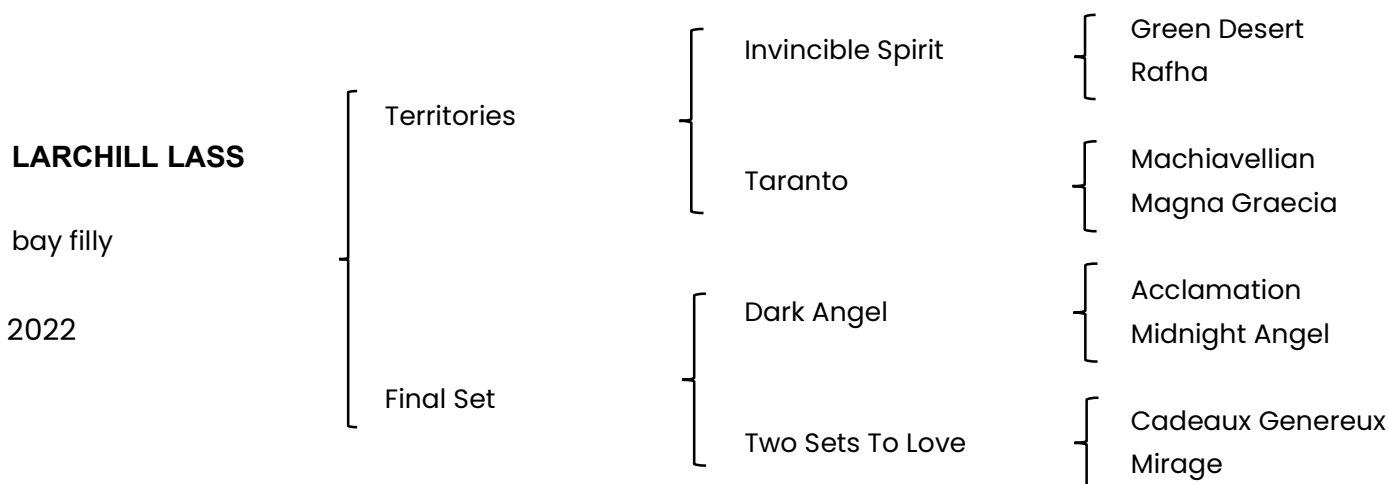 LARCHILL LASS
bay filly
2022
Territories
Final Set
Invincible Spirit
Taranto
Dark Angel
Two Sets To Love
Green Desert
Rafha
Machiavellian
Magna Graecia
Acclamation
Midnight Angel
Cadeaux Genereux
Mirage